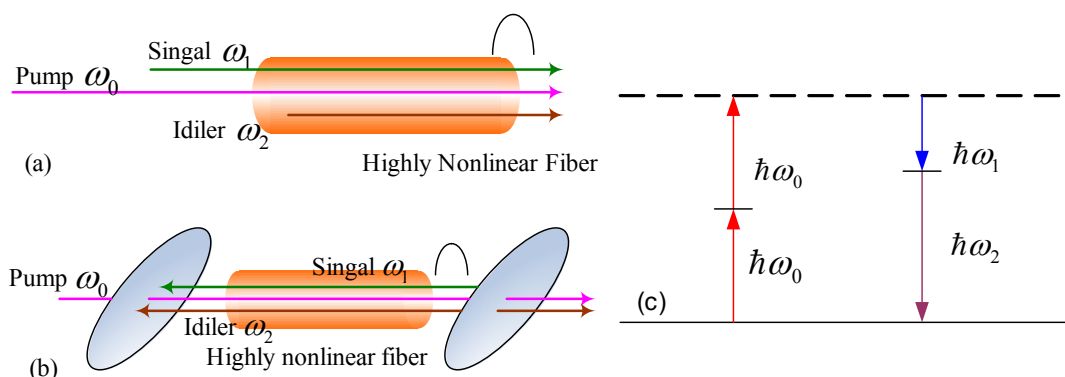 Singal ω1
Pump ω0
Idiler ω2
(a)
Highly Nonlinear Fiber
Singal ω1
Pump ω0
Idiler ω2
Highly nonlinear fiber
(b)
ħω0
ħω1
ħω0
ħω2
(c)